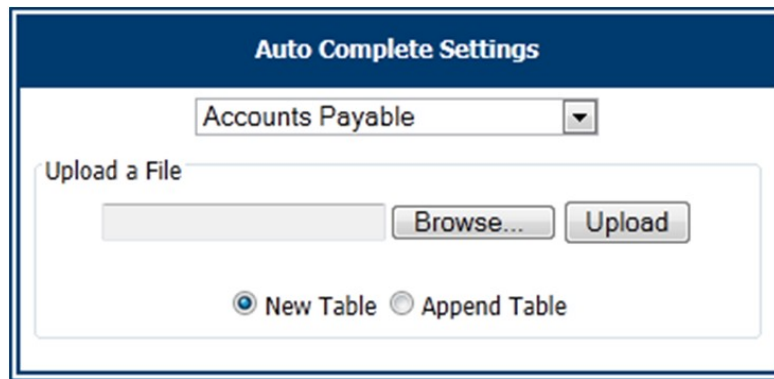 Auto Complete Settings
Accounts Payable
Upload a File
Browse... Upload
New Table Append Table